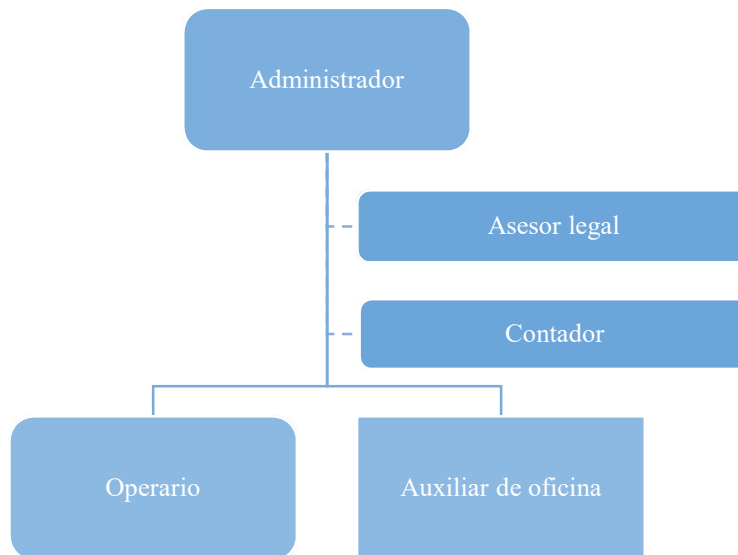 Administrador
Asesor legal
Contador
Operario
Auxiliar de oficina